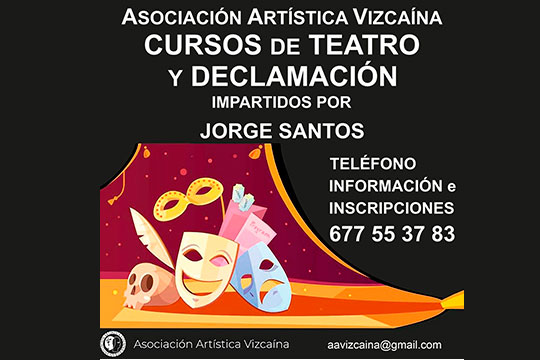 ASOCIACIÓN ARTÍSTICA VIZCAÍNA
CURSOS DE TEATRO
Y DECLAMACIÓN
IMPARTIDOS POR
JORGE SANTOS
TELÉFONO
INFORMACIÓN e
INSCRIPCIONES
677 55 37 83
Asociación Artística Vizcaína
aavizcaina@gmail.com